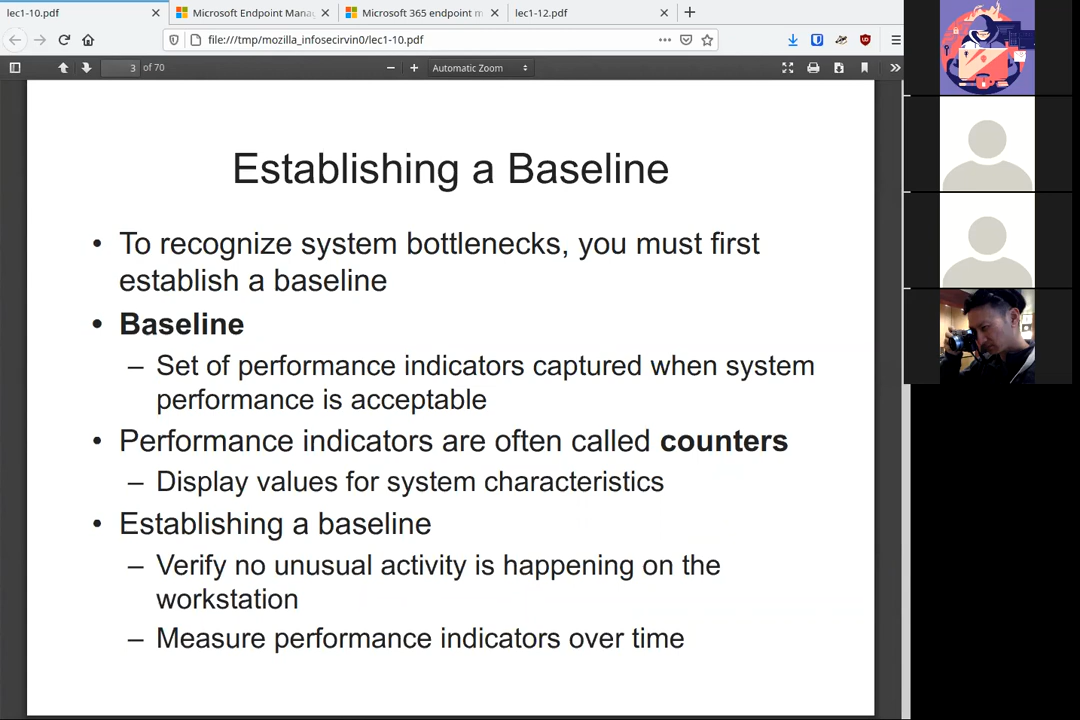 lec1-10.pdf
Microsoft Endpoint Mana
Microsoft 365 endpoint m
lec1-12.pdf
file:///tmp/mozilla_infosecirvin0/lec1-10.pdf
3 of 70
Automatic Zoom
Establishing a Baseline
• To recognize system bottlenecks, you must first
establish a baseline
• Baseline
– Set of performance indicators captured when system
performance is acceptable
• Performance indicators are often called counters
– Display values for system characteristics
• Establishing a baseline
– Verify no unusual activity is happening on the
workstation
– Measure performance indicators over time